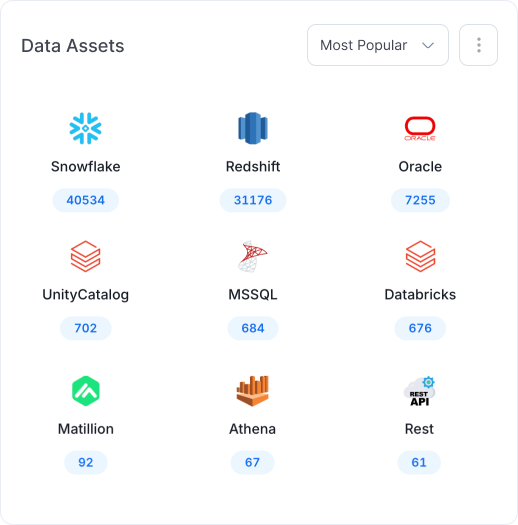 Data Assets
Most Popular
ORACLE
Snowflake
Redshift
Oracle
40534
31176
7255
UnityCatalog
MSSQL
Databricks
702
684
676
REST
API
Matillion
Athena
Rest
92
67
61